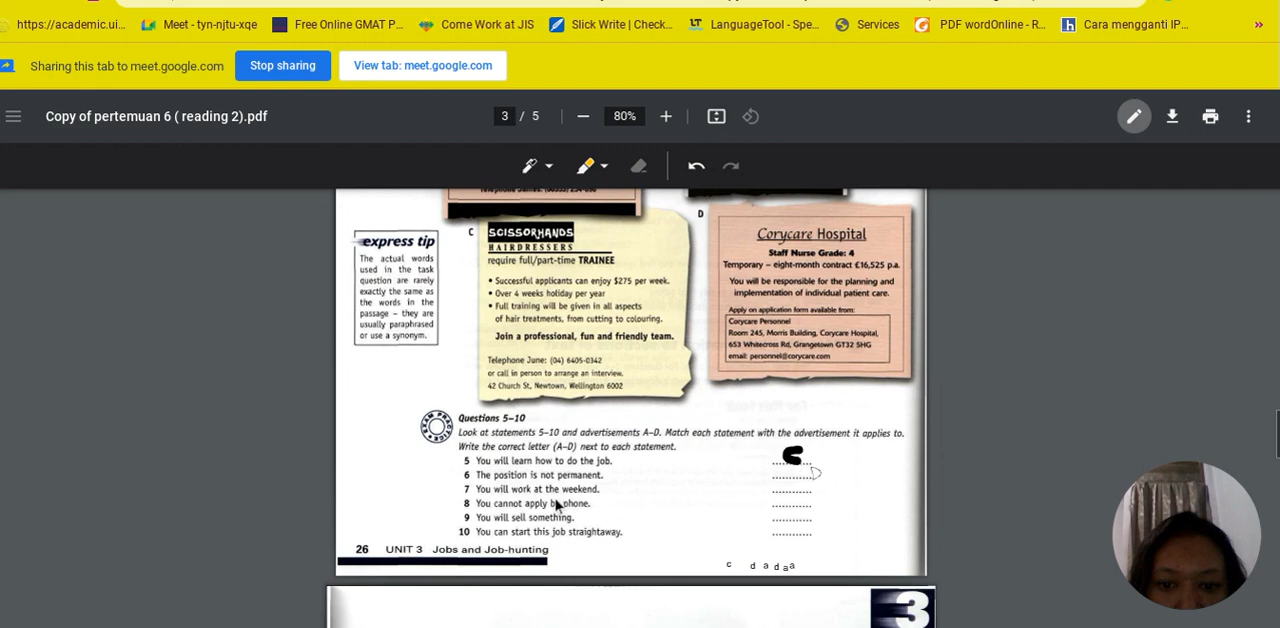 https://academic.ui...
Meet - tyn-njtu-xqe
Free Online GMAT P...
Come Work at JIS
Slick Write | Check...
LanguageTool - Spe...
Services
PDF wordOnline - R...
Cara mengganti IP...
»
Sharing this tab to meet.google.com
Stop sharing
View tab: meet.google.com
Copy of pertemuan 6 ( reading 2).pdf
3 / 5
80%
express tip
The actual words
used in the task
question are rarely
exactly the same as
the words in the
passage – they are
usually paraphrased
or use a synonym.
C
SCISSORHANDS
HAIRDRESSERS
require full/part-time TRAINEE
• Successful applicants can enjoy $275 per week.
• Over 4 weeks holiday per year
• Full training will be given in all aspects
of hair treatments, from cutting to colouring.
Join a professional, fun and friendly team.
Telephone June: (04) 6405-0342
or call in person to arrange an interview.
42 Church St, Newtown, Wellington 6002
D
Corycare Hospital
Staff Nurse Grade: 4
Temporary – eight-month contract £16,525 p.a.
You will be responsible for the planning and
implementation of individual patient care.
Apply on application form available from:
Corycare Personnel
Room 245, Morris Building, Corycare Hospital,
653 Whitecross Rd, Grangetown GT32 5HG
email: personnel@corycare.com
EXAM PRACTICE
Questions 5–10
Look at statements 5–10 and advertisements A–D. Match each statement with the advertisement it applies to.
Write the correct letter (A–D) next to each statement.
5 You will learn how to do the job. C
6 The position is not permanent. ............ D
7 You will work at the weekend. ............
8 You cannot apply by phone. ............
9 You will sell something. ............
10 You can start this job straightaway. ............
26 UNIT 3 Jobs and Job-hunting
c d a d a a
3